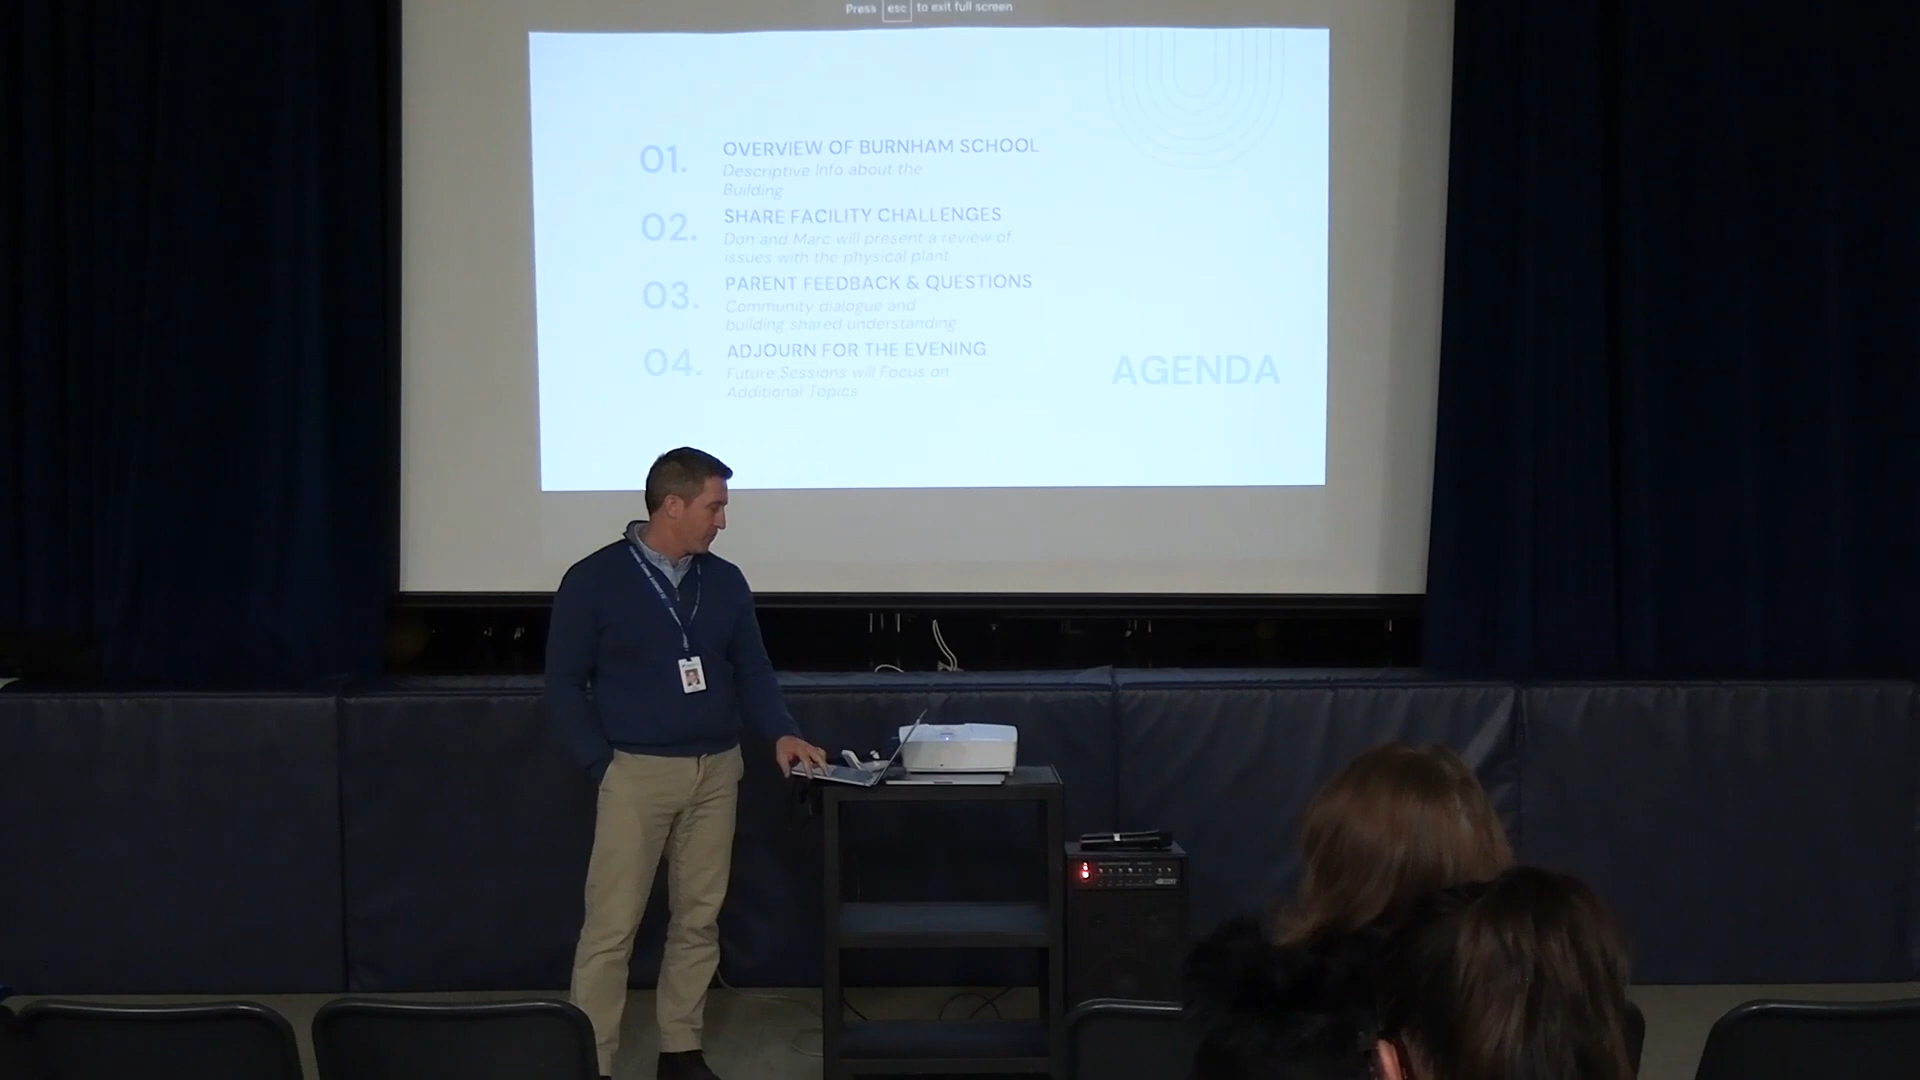 Press esc to exit full screen
01. OVERVIEW OF BURNHAM SCHOOL
Descriptive Info about the
Building
02. SHARE FACILITY CHALLENGES
Don and Marc will present a review of
issues with the physical plant
03. PARENT FEEDBACK & QUESTIONS
Community dialogue and
building shared understanding
04. ADJOURN FOR THE EVENING
Future Sessions will Focus on
Additional Topics
AGENDA